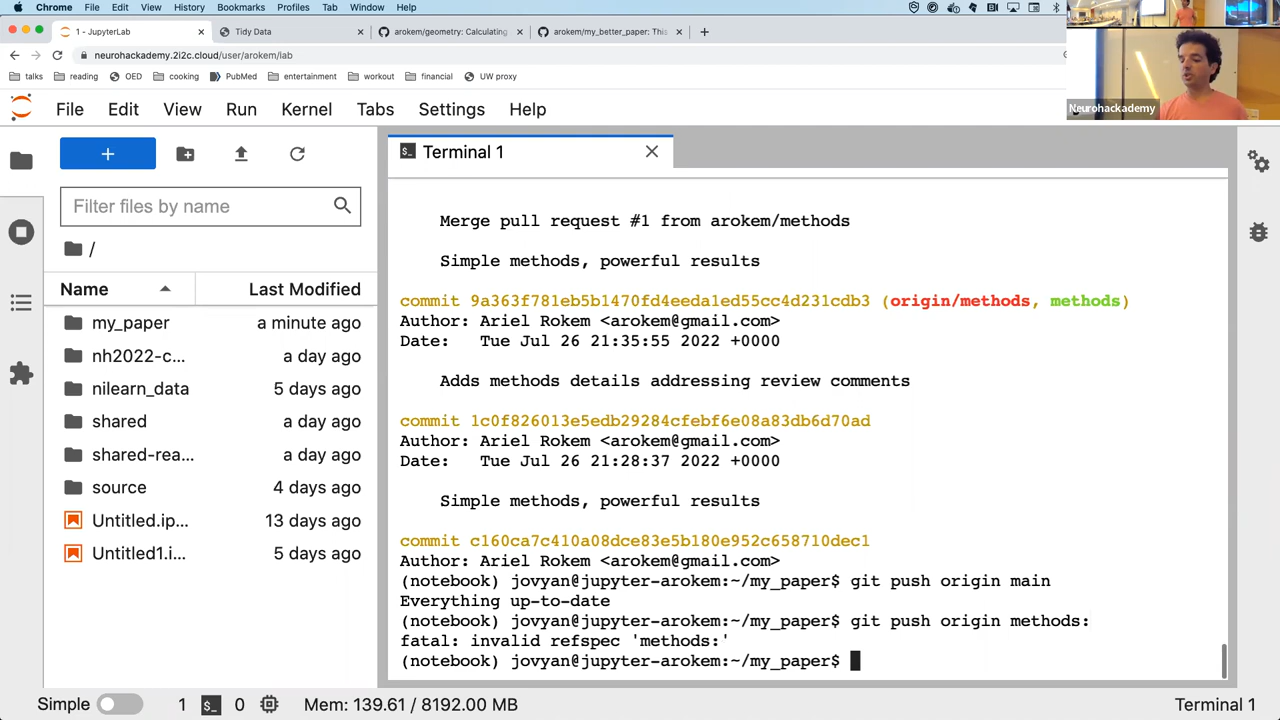 Chrome File Edit View History Bookmarks Profiles Tab Window Help
1 - JupyterLab
Tidy Data
arokem/geometry: Calculating
arokem/my_better_paper: This
neurohackademy.2i2c.cloud/user/arokem/lab
talks reading OED cooking PubMed entertainment workout financial UW proxy
Neurohackademy
File Edit View Run Kernel Tabs Settings Help
Terminal 1
Filter files by name
/
Name Last Modified
my_paper a minute ago
nh2022-c... a day ago
nilearn_data 5 days ago
shared a day ago
shared-rea... a day ago
source 4 days ago
Untitled.ip... 13 days ago
Untitled1.i... 5 days ago
Merge pull request #1 from arokem/methods
Simple methods, powerful results
commit 9a363f781eb5b1470fd4eeda1ed55cc4d231cdb3 (origin/methods, methods)
Author: Ariel Rokem <arokem@gmail.com>
Date: Tue Jul 26 21:35:55 2022 +0000
Adds methods details addressing review comments
commit 1c0f826013e5edb29284cfebf6e08a83db6d70ad
Author: Ariel Rokem <arokem@gmail.com>
Date: Tue Jul 26 21:28:37 2022 +0000
Simple methods, powerful results
commit c160ca7c410a08dce83e5b180e952c658710dec1
Author: Ariel Rokem <arokem@gmail.com>
(notebook) jovyan@jupyter-arokem:~/my_paper$ git push origin main
Everything up-to-date
(notebook) jovyan@jupyter-arokem:~/my_paper$ git push origin methods:
fatal: invalid refspec 'methods:'
(notebook) jovyan@jupyter-arokem:~/my_paper$
Simple 1 0 Mem: 139.61 / 8192.00 MB Terminal 1